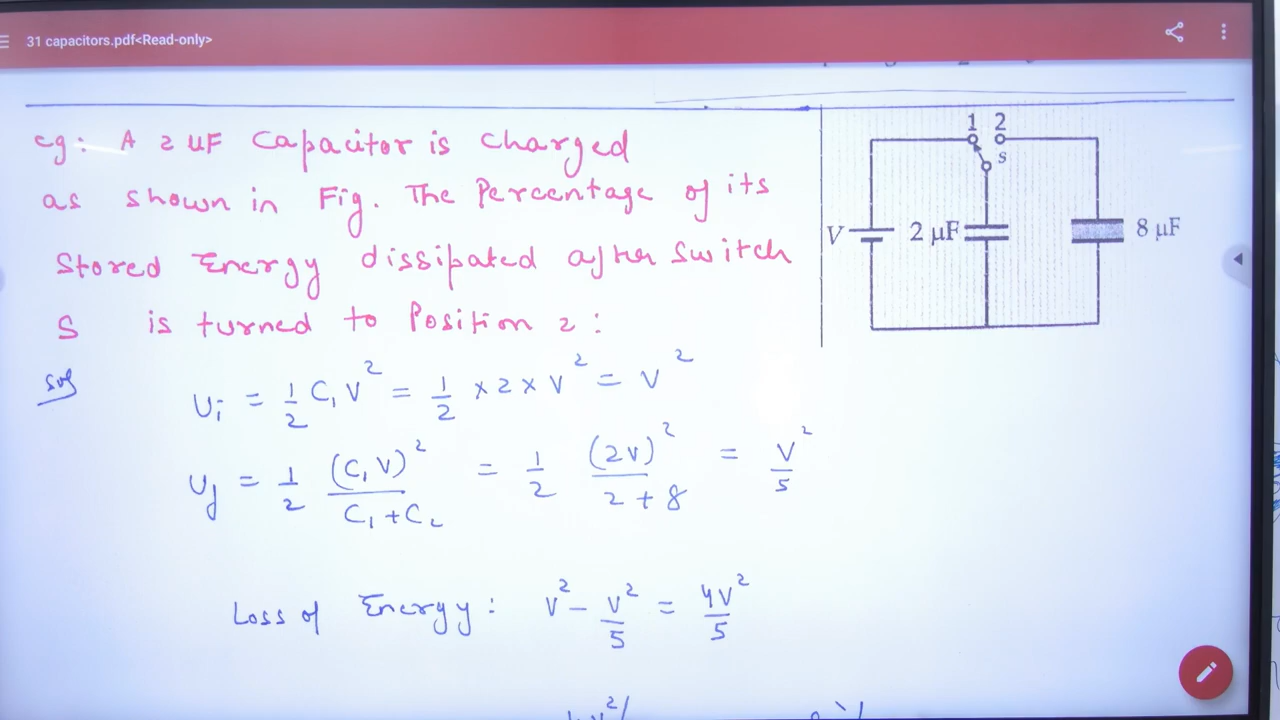 31 capacitors.pdf<Read-only>
eg: A 2 uF Capacitor is charged
as shown in Fig. The Percentage of its
Stored Energy dissipated after Switch
S is turned to Position 2:
1 2
S
V
2 μF
8 μF
Sol
Ui = 1/2 C₁V² = 1/2 × 2 × V² = V²
Uf = 1/2 (C₁V)²/(C₁+C₂) = 1/2 (2V)²/(2+8) = V²/5
Loss of Energy: V² - V²/5 = 4V²/5